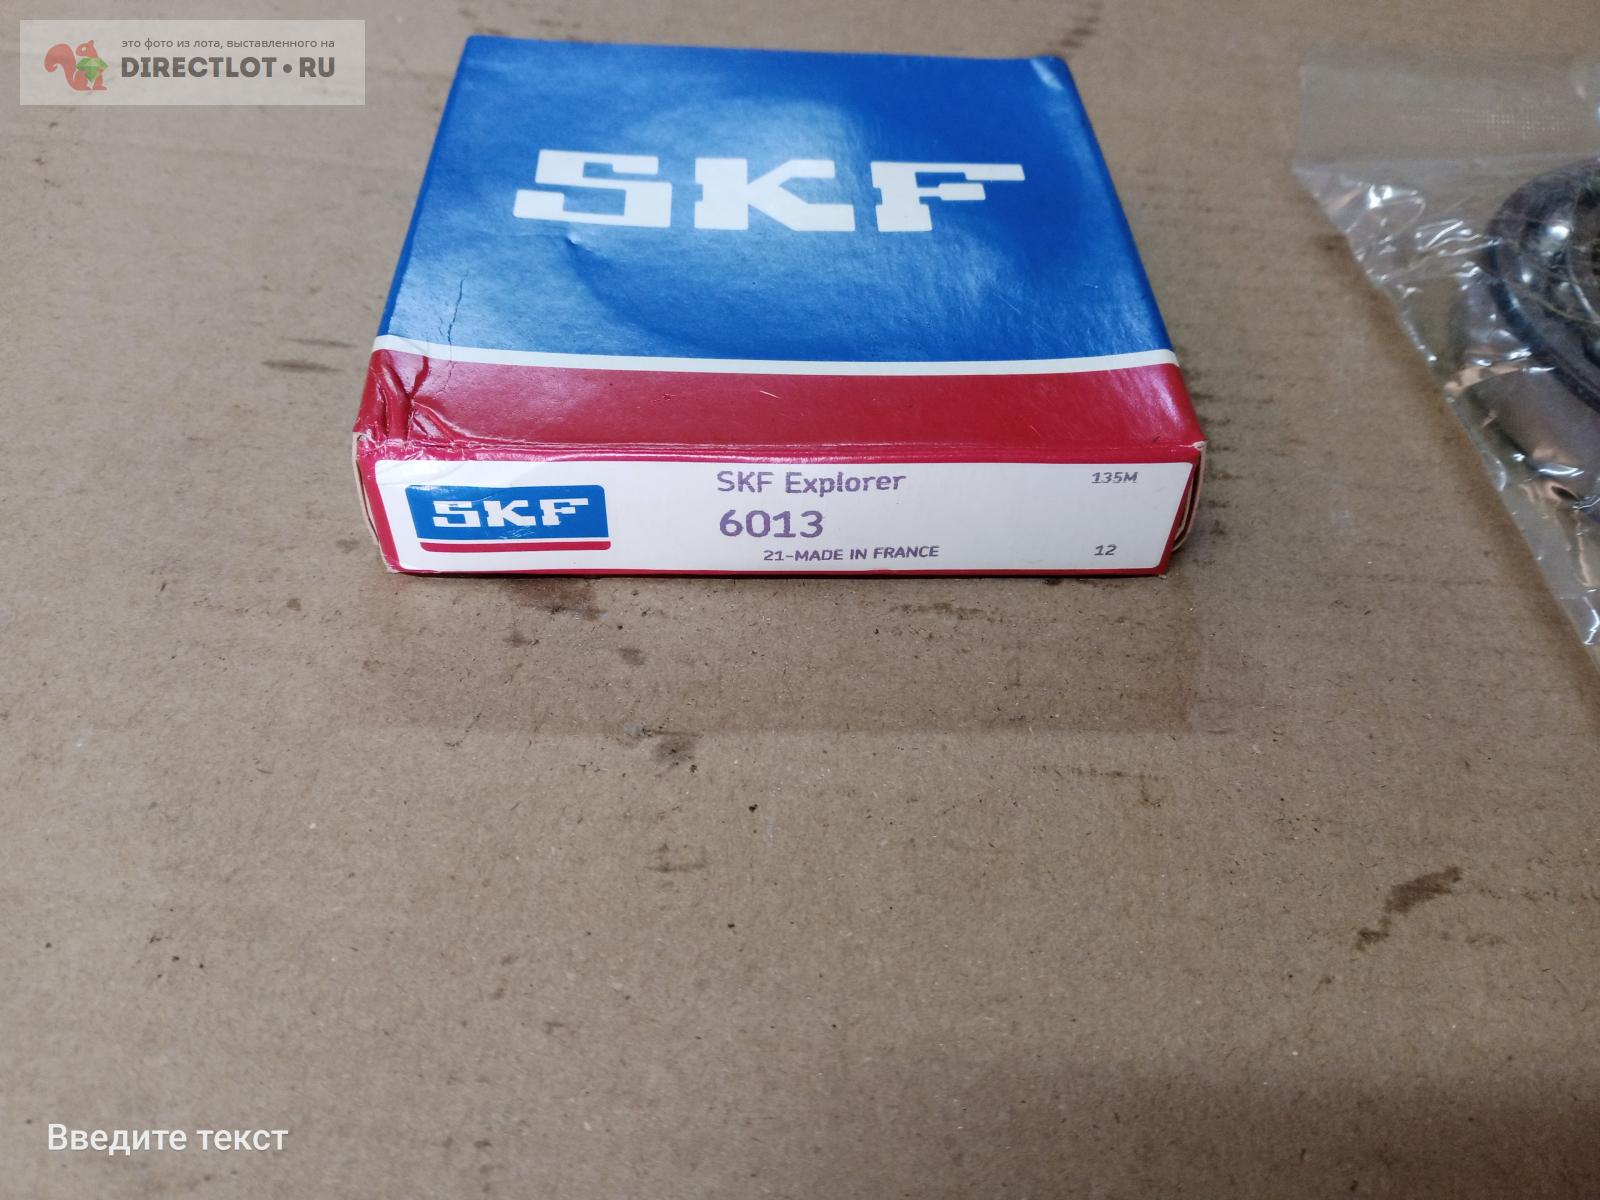 это фото из лота, выставленного на
DIRECTLOT.RU
SKF
SKF
SKF Explorer
6013
21-MADE IN FRANCE
135M
12
Введите текст